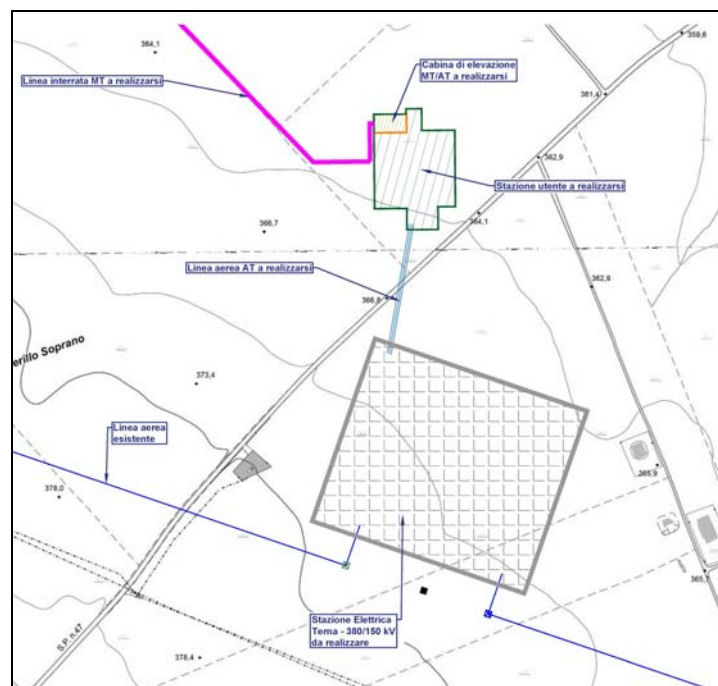 359,6
364,1
Cabina di elevazione
MT/AT a realizzarsi
Linea interrata MT a realizzarsi
361,4
362,9
Stazione utente a realizzarsi
364,1
366,7
Linea aerea AT a realizzarsi
362,9
366,8
erillo Soprano
373,4
Linea aerea
esistente
365,9
378,0
365,7
Stazione Elettrica
Terna - 380/150 kV
da realizzare
S.P. n.47
378,4